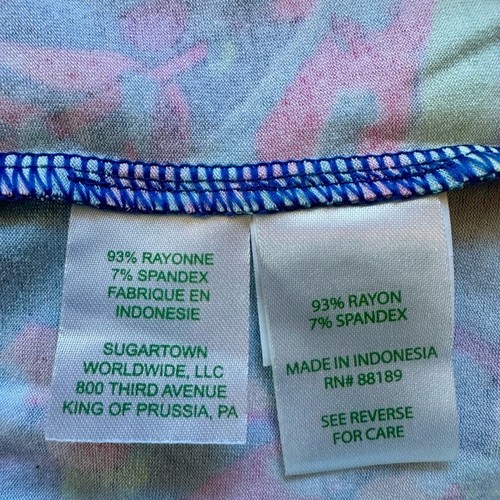 93% RAYONNE
7% SPANDEX
FABRIQUE EN
INDONESIE
SUGARTOWN
WORLDWIDE, LLC
800 THIRD AVENUE
KING OF PRUSSIA, PA
93% RAYON
7% SPANDEX
MADE IN INDONESIA
RN# 88189
SEE REVERSE
FOR CARE